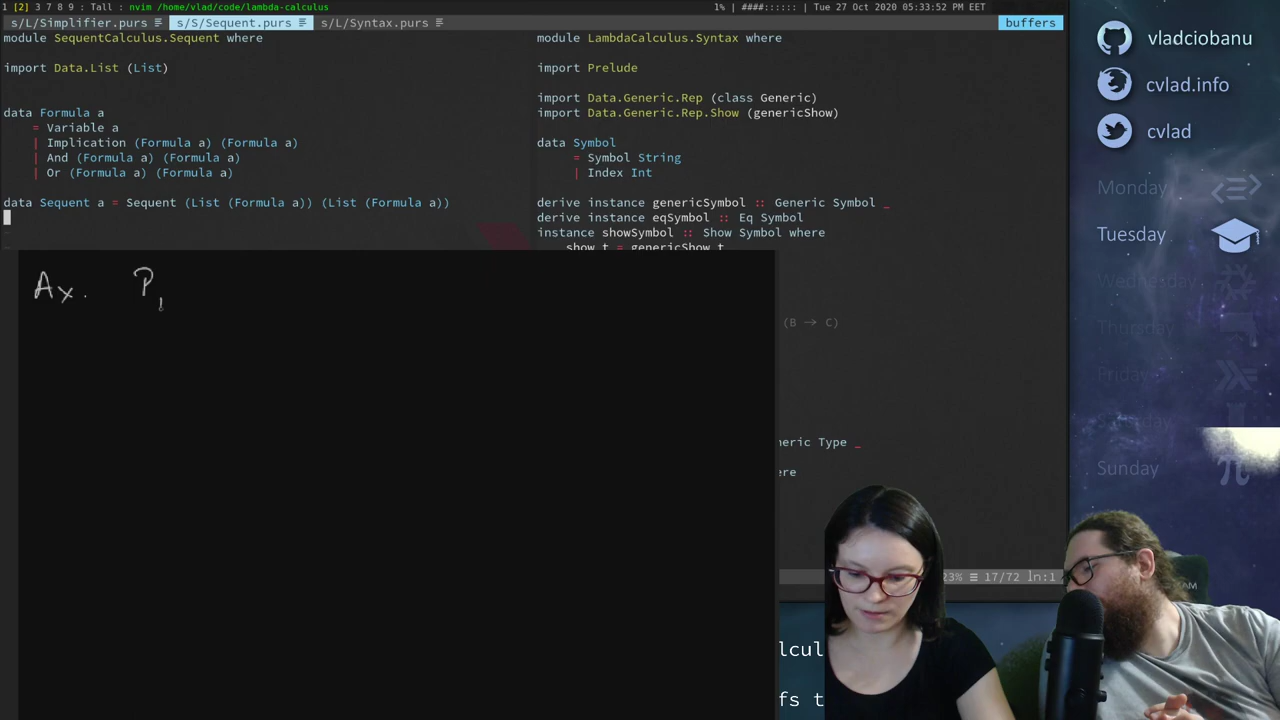 1 [2] 3 7 8 9 : Tall : nvim /home/vlad/code/lambda-calculus
1% | ####:::::: | Tue 27 Oct 2020 05:33:52 PM EET
s/L/Simplifier.purs s/S/Sequent.purs s/L/Syntax.purs
buffers
module SequentCalculus.Sequent where
import Data.List (List)
data Formula a
= Variable a
| Implication (Formula a) (Formula a)
| And (Formula a) (Formula a)
| Or (Formula a) (Formula a)
data Sequent a = Sequent (List (Formula a)) (List (Formula a))
module LambdaCalculus.Syntax where
import Prelude
import Data.Generic.Rep (class Generic)
import Data.Generic.Rep.Show (genericShow)
data Symbol
= Symbol String
| Index Int
derive instance genericSymbol :: Generic Symbol _
derive instance eqSymbol :: Eq Symbol
instance showSymbol :: Show Symbol where
show t = genericShow t
(B → C)
neric Type _
ere
23% ≡ 17/72 ln:1
Ax. P,
vladciobanu
cvlad.info
cvlad
Monday
Tuesday
Wednesday
Thursday
Friday
Saturday
Sunday
lcul
fs t